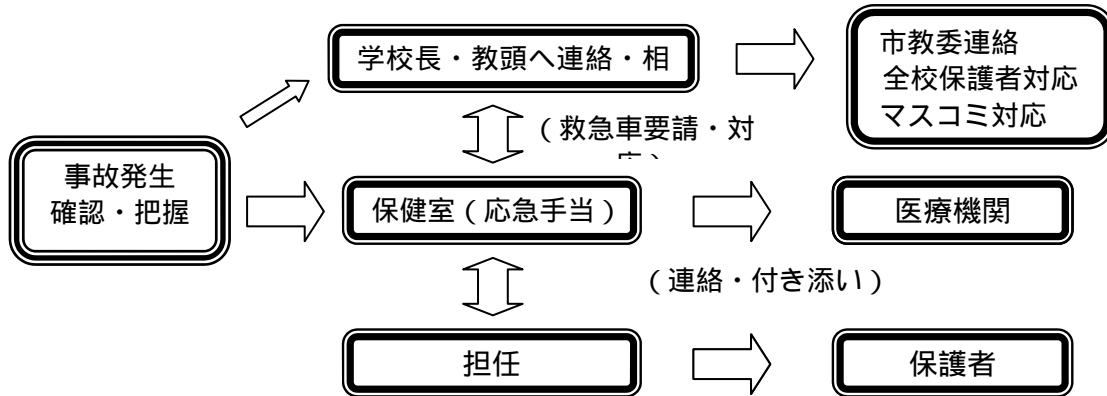 学校長・教頭へ連絡・相
市教委連絡
全校保護者対応
マスコミ対応
(救急車要請・対
事故発生
確認・把握
保健室(応急手当)
医療機関
(連絡・付き添い)
担任
保護者